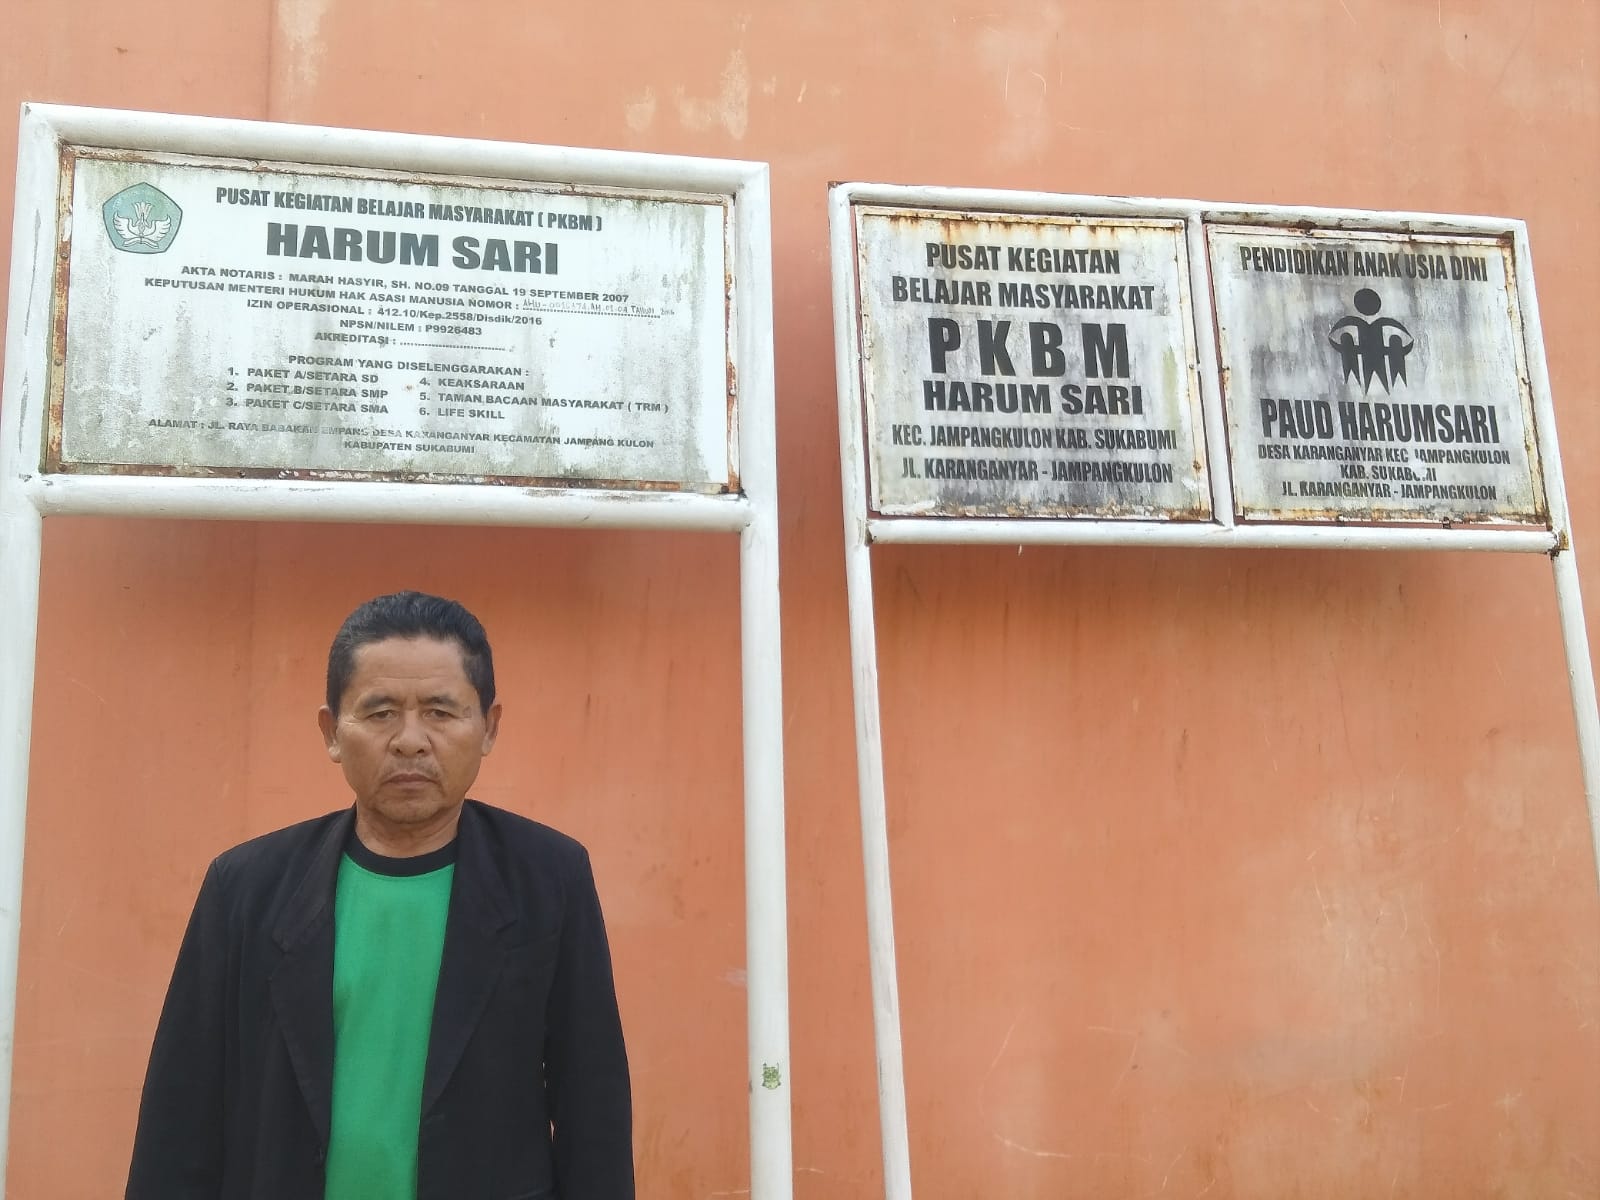 PUSAT KEGIATAN BELAJAR MASYARAKAT ( PKBM )
HARUM SARI
AKTA NOTARIS : MARAH HASYIR, SH. NO.09 TANGGAL 19 SEPTEMBER 2007
KEPUTUSAN MENTERI HUKUM HAK ASASI MANUSIA NOMOR :
IZIN OPERASIONAL : 412.10/Kep.2558/Disdik/2016
NPSN/NILEM : P9926483
AKREDITASI : ..............................
PROGRAM YANG DISELENGGARAKAN :
1. PAKET A/SETARA SD
2. PAKET B/SETARA SMP
3. PAKET C/SETARA SMA
4. KEAKSARAAN
5. TAMAN BACAAN MASYARAKAT ( TRM )
6. LIFE SKILL
ALAMAT : JL. RAYA BABAKAN EMPANG DESA KARANGANYAR KECAMATAN JAMPANG KULON
KABUPATEN SUKABUMI
PUSAT KEGIATAN
BELAJAR MASYARAKAT
PKBM
HARUM SARI
KEC. JAMPANGKULON KAB. SUKABUMI
JL. KARANGANYAR - JAMPANGKULON
PENDIDIKAN ANAK USIA DINI
PAUD HARUMSARI
DESA KARANGANYAR KEC JAMPANGKULON
KAB. SUKABUMI
JL. KARANGANYAR - JAMPANGKULON